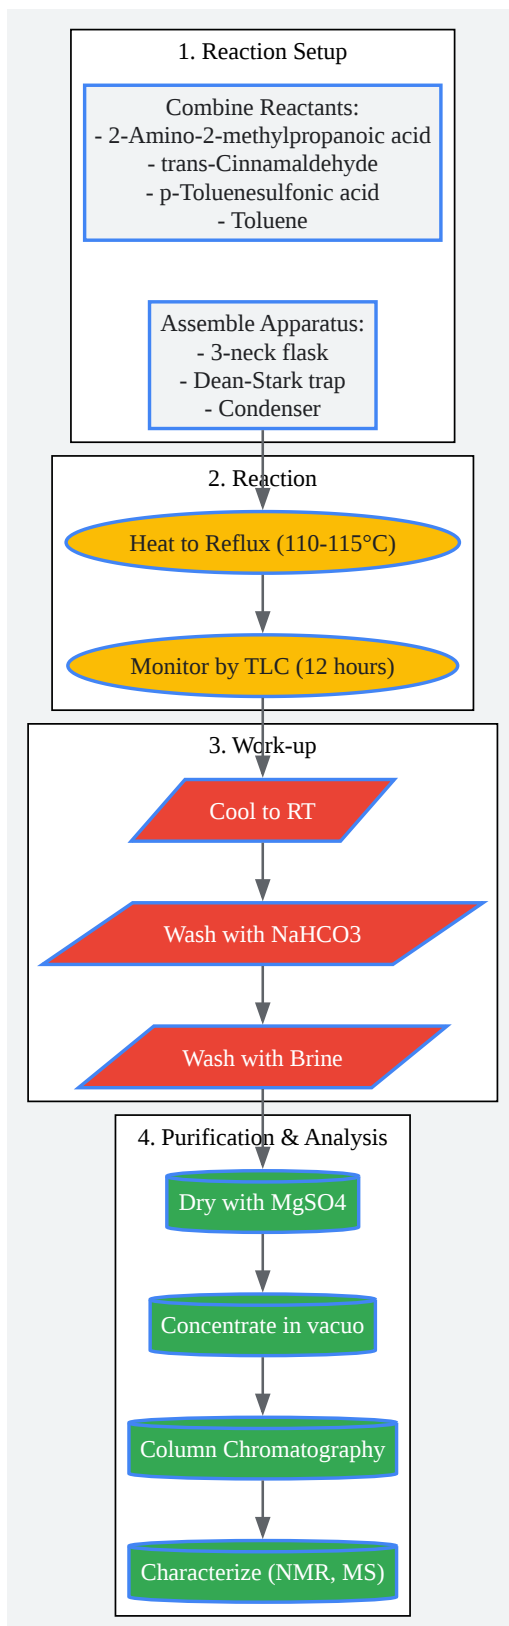 1. Reaction Setup
Combine Reactants:
- 2-Amino-2-methylpropanoic acid
- trans-Cinnamaldehyde
- p-Toluenesulfonic acid
- Toluene
Assemble Apparatus:
- 3-neck flask
- Dean-Stark trap
- Condenser
2. Reaction
Heat to Reflux (110-115°C)
Monitor by TLC (12 hours)
3. Work-up
Cool to RT
Wash with NaHCO3
Wash with Brine
4. Purification & Analysis
Dry with MgSO4
Concentrate in vacuo
Column Chromatography
Characterize (NMR, MS)